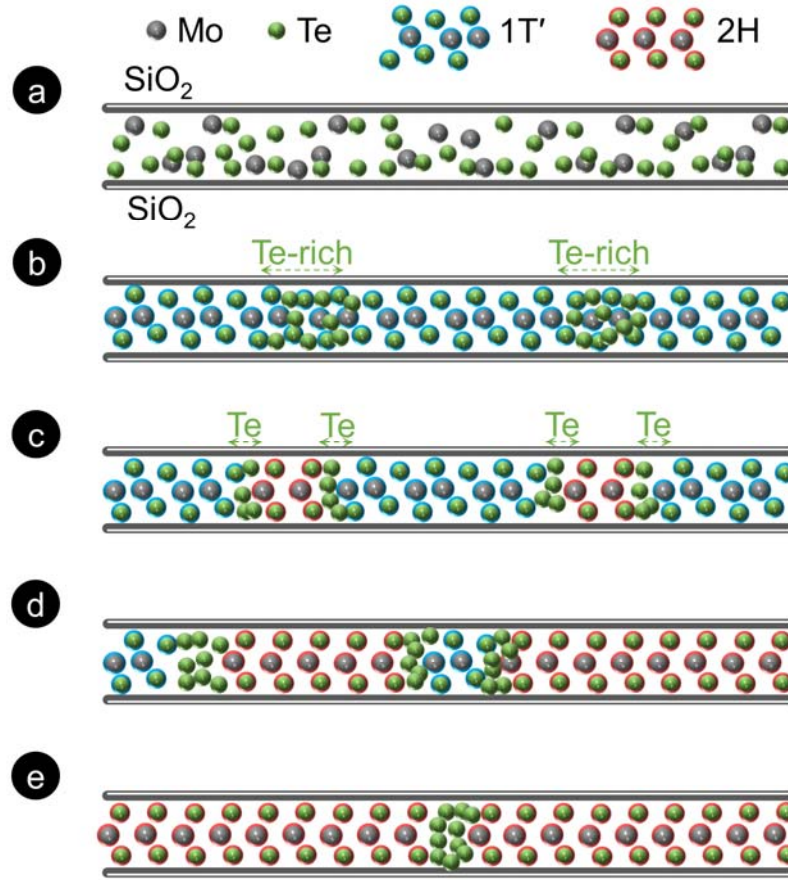 Mo Te 1T′ 2H
a
SiO₂
SiO₂
b
Te-rich Te-rich
c
Te Te Te Te
d
e